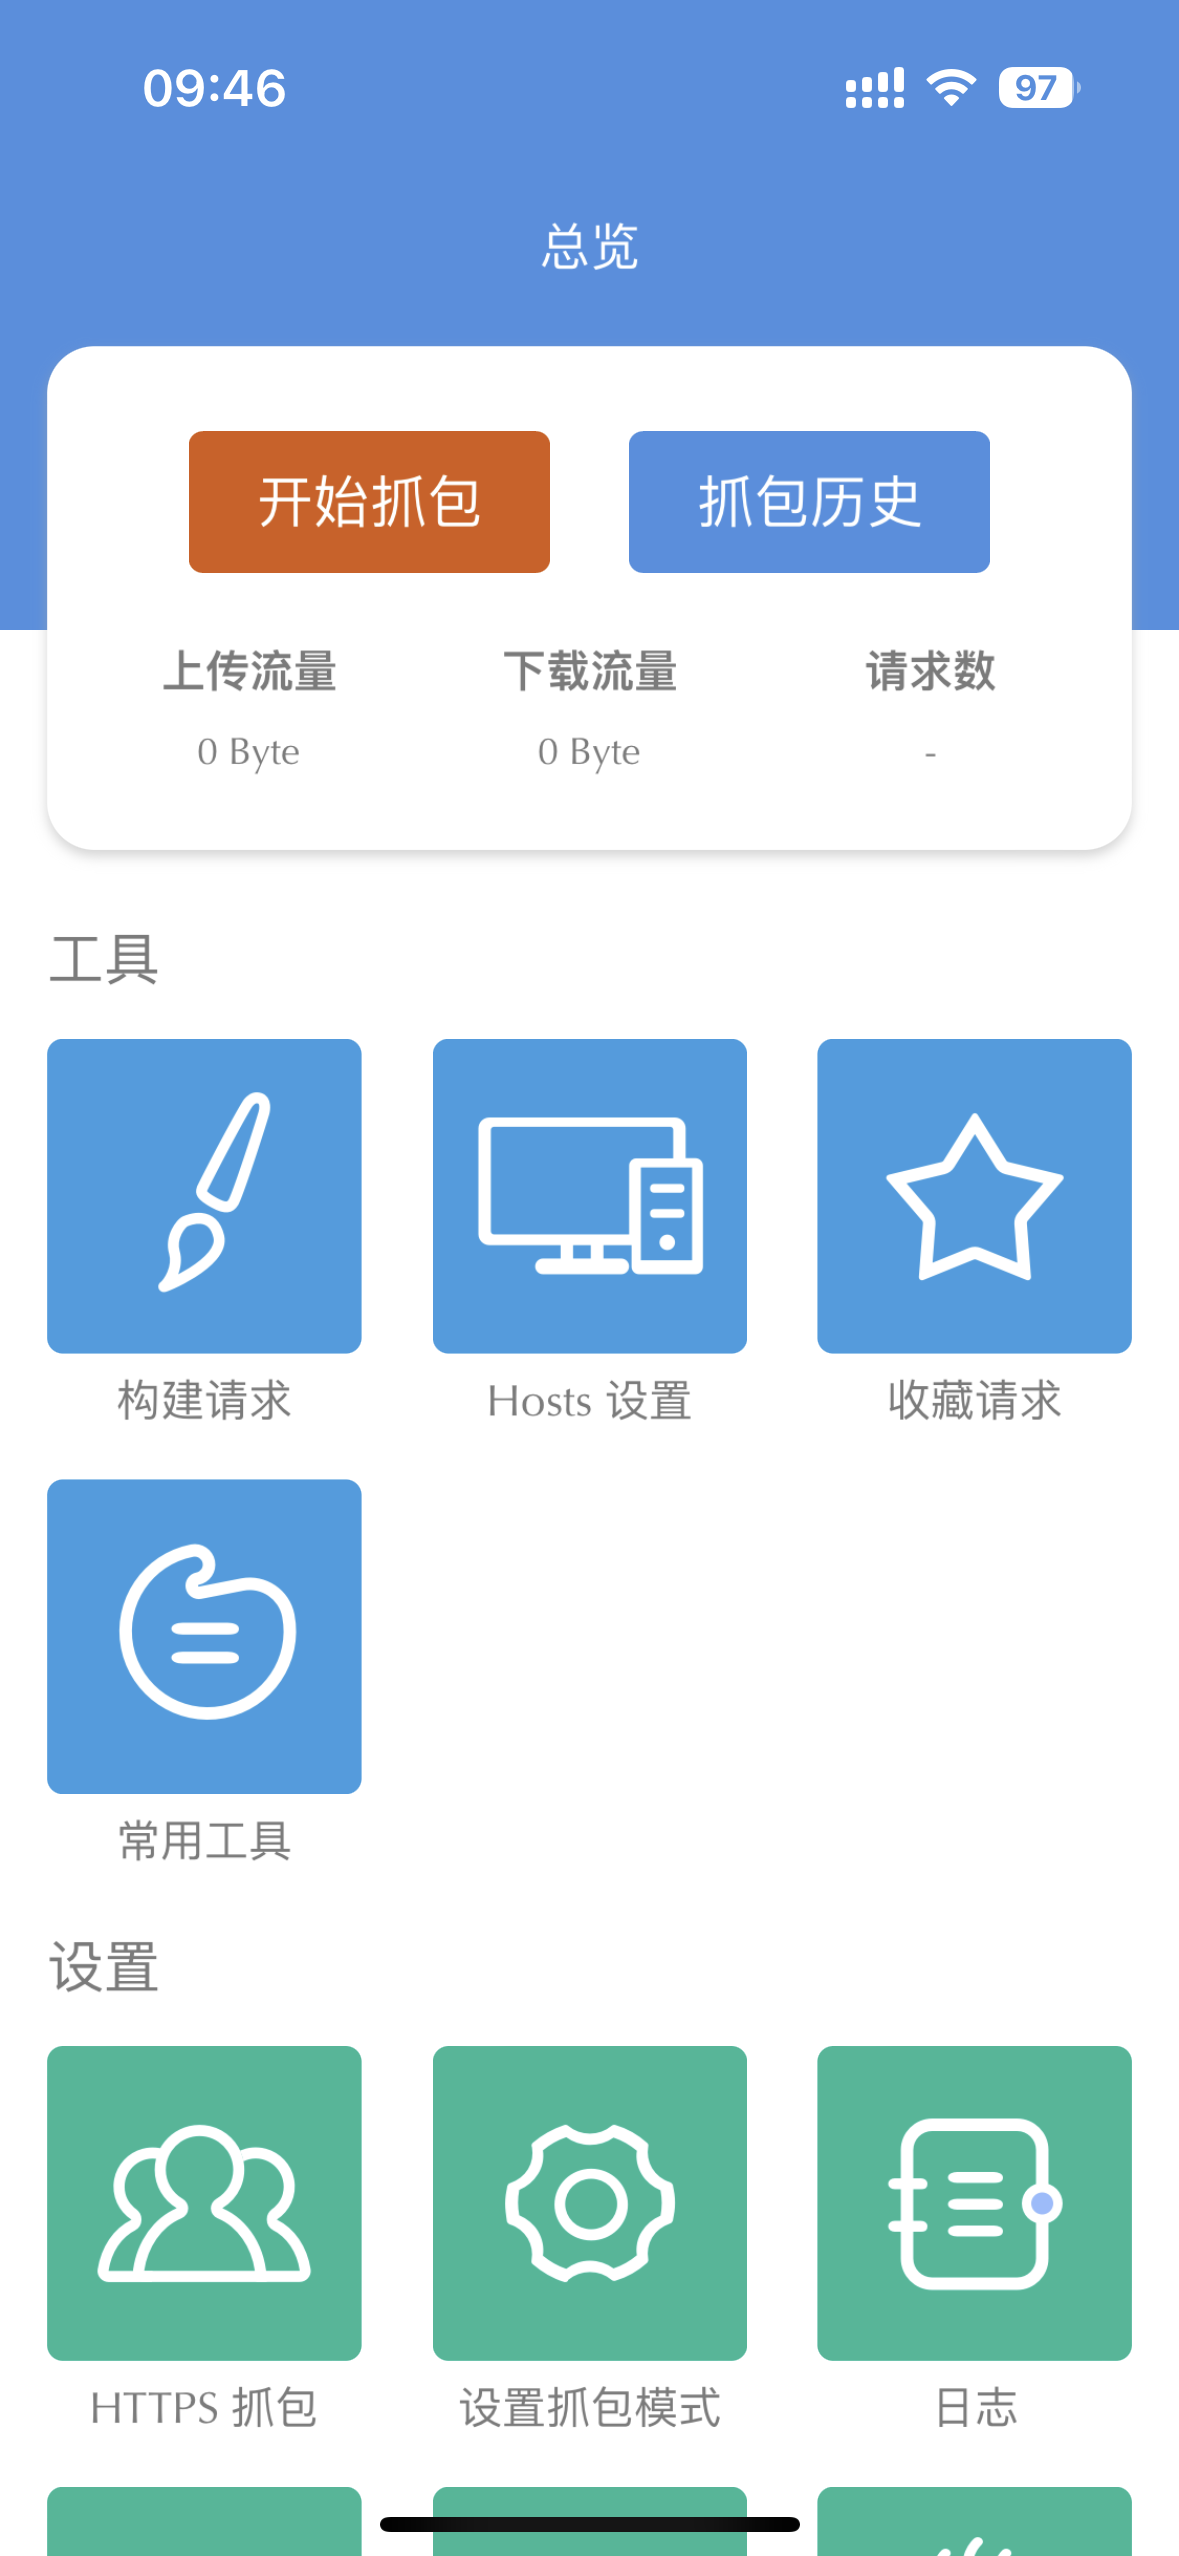 09:46
97
总览
开始抓包 抓包历史
上传流量 下载流量 请求数
0 Byte 0 Byte -
工具
构建请求 Hosts 设置 收藏请求
常用工具
设置
HTTPS 抓包 设置抓包模式 日志